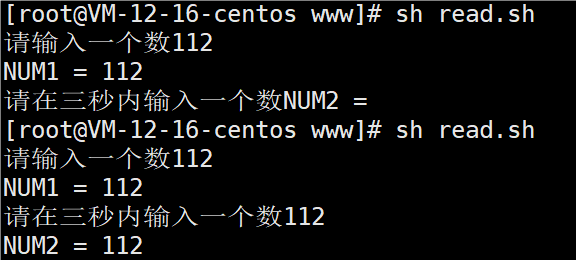 [root@VM-12-16-centos www]# sh read.sh
请输入一个数112
NUM1 = 112
请在三秒内输入一个数NUM2 =
[root@VM-12-16-centos www]# sh read.sh
请输入一个数112
NUM1 = 112
请在三秒内输入一个数112
NUM2 = 112